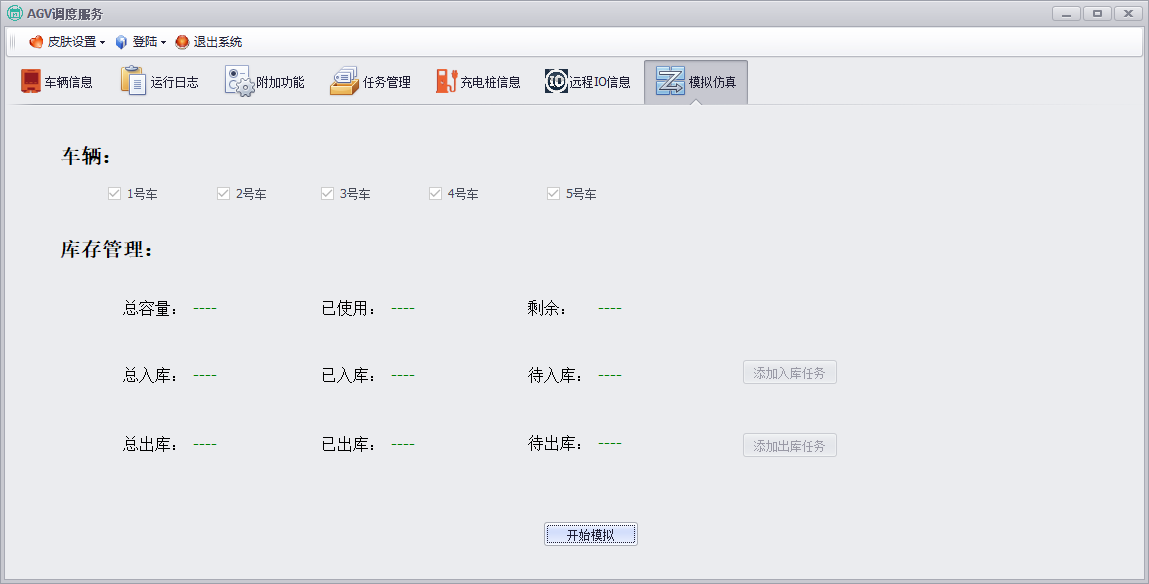 AGV调度服务
皮肤设置 登陆 退出系统
车辆信息 运行日志 附加功能 任务管理 充电桩信息 IO 远程IO信息 模拟仿真
车辆：
1号车 2号车 3号车 4号车 5号车
库存管理：
总容量： ---- 已使用： ---- 剩余： ----
总入库： ---- 已入库： ---- 待入库： ---- 添加入库任务
总出库： ---- 已出库： ---- 待出库： ---- 添加出库任务
开始模拟